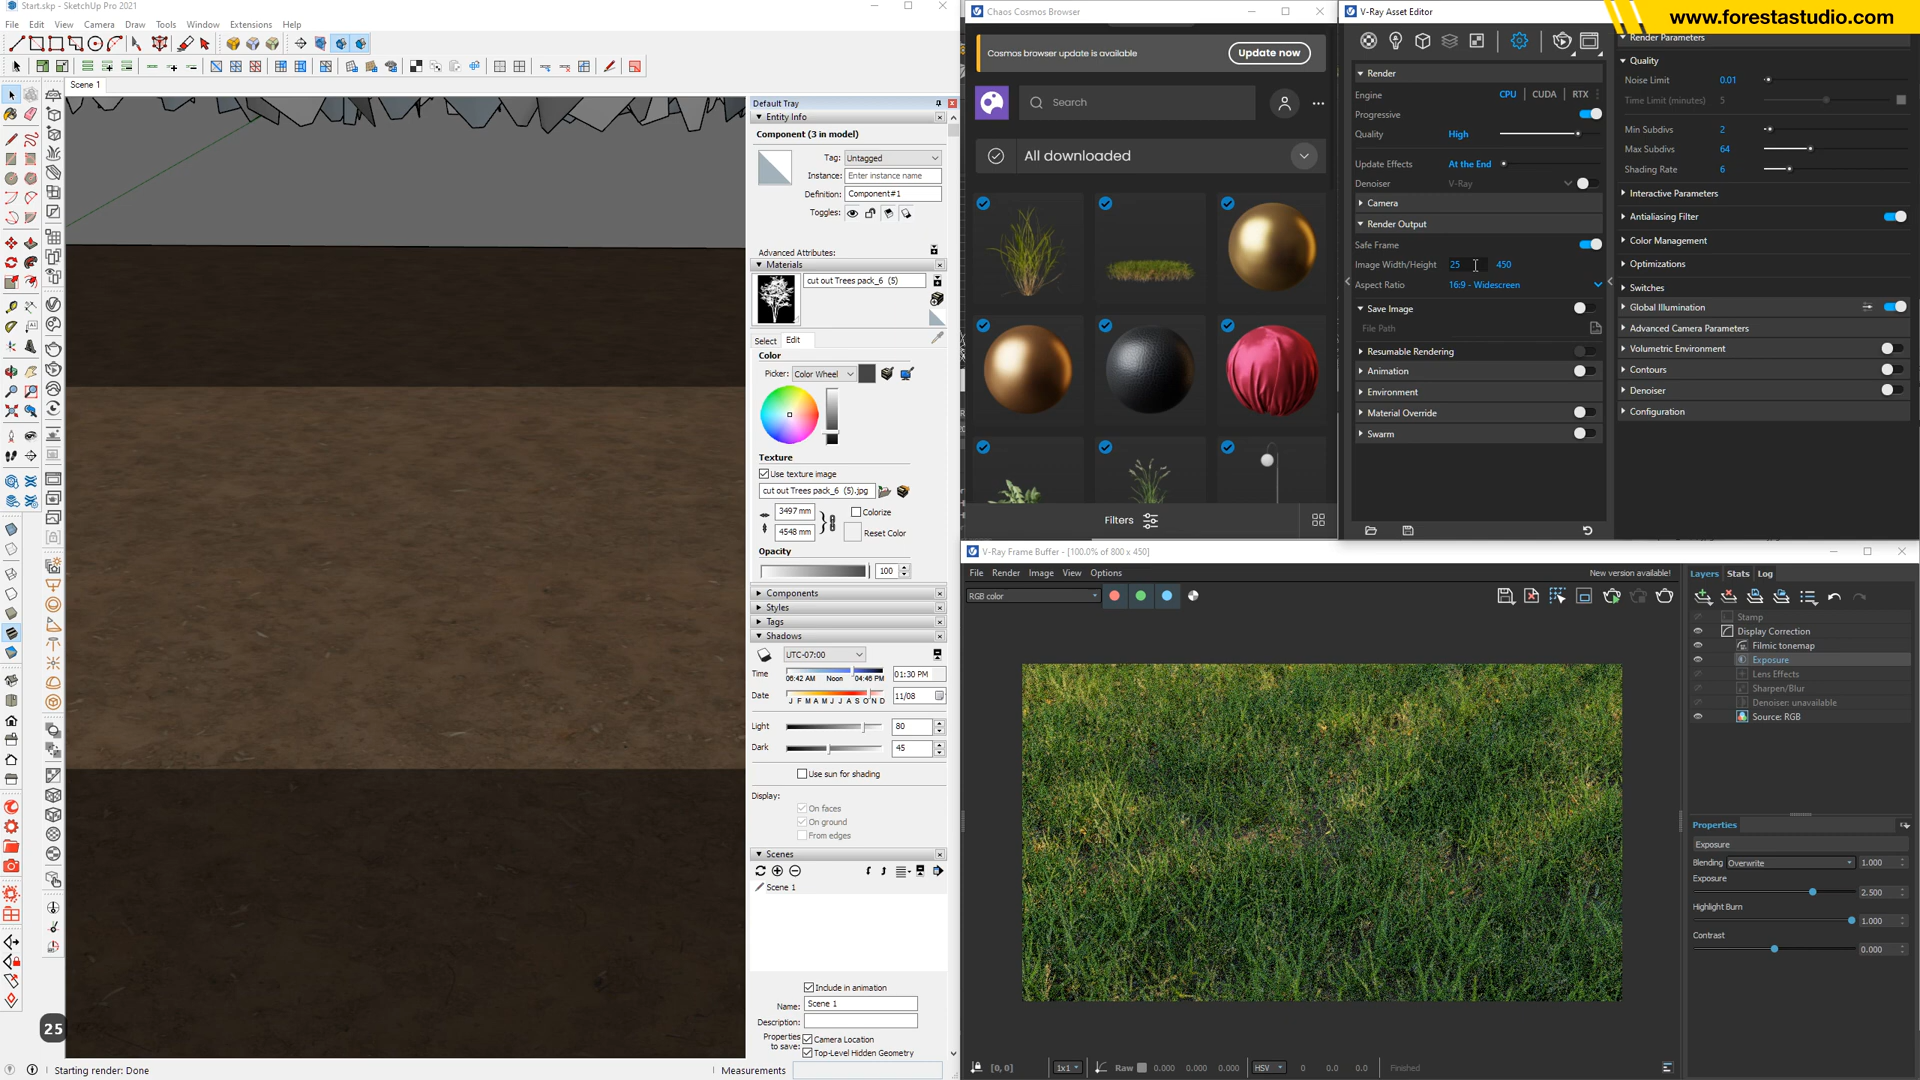 Start.skp - SketchUp Pro 2021
File Edit View Camera Draw Tools Window Extensions Help
Scene 1
25
Starting render: Done
Measurements
Default Tray
Entity Info
Component (3 in model)
Tag: Untagged
Instance: Enter instance name
Definition: Component#1
Toggles:
Advanced Attributes:
Materials
cut out Trees pack_6 (5)
Select Edit
Color
Picker: Color Wheel
Texture
Use texture image
cut out Trees pack_6 (5).jpg
3497 mm Colorize
4548 mm Reset Color
Opacity
100
Components
Styles
Tags
Shadows
UTC-07:00
Time 06:42 AM Noon 04:46 PM 01:30 PM
Date J F M A M J J A S O N D 11/08
Light 80
Dark 45
Use sun for shading
Display:
On faces
On ground
From edges
Scenes
Scene 1
Include in animation
Name: Scene 1
Description:
Properties to save: Camera Location
Top-Level Hidden Geometry
Chaos Cosmos Browser
Cosmos browser update is available Update now
Search
All downloaded
Filters
V-Ray Asset Editor
www.forestastudio.com
Render
Engine CPU CUDA RTX
Progressive
Quality High
Update Effects At the End
Denoiser V-Ray
Camera
Render Output
Safe Frame
Image Width/Height 25 450
Aspect Ratio 16:9 - Widescreen
Save Image
File Path
Resumable Rendering
Animation
Environment
Material Override
Swarm
Render Parameters
Quality
Noise Limit 0.01
Time Limit (minutes) 5
Min Subdivs 2
Max Subdivs 64
Shading Rate 6
Interactive Parameters
Antialiasing Filter
Color Management
Optimizations
Switches
Global Illumination
Advanced Camera Parameters
Volumetric Environment
Contours
Denoiser
Configuration
V-Ray Frame Buffer - [100.0% of 800 x 450]
File Render Image View Options
New version available!
RGB color
[0, 0] 1x1 Raw 0.000 0.000 0.000 HSV 0 0.0 0.0 Finished
Layers Stats Log
Stamp
Display Correction
Filmic tonemap
Exposure
Lens Effects
Sharpen/Blur
Denoiser: unavailable
Source: RGB
Properties
Exposure
Blending Overwrite 1.000
Exposure
2.500
Highlight Burn
1.000
Contrast
0.000